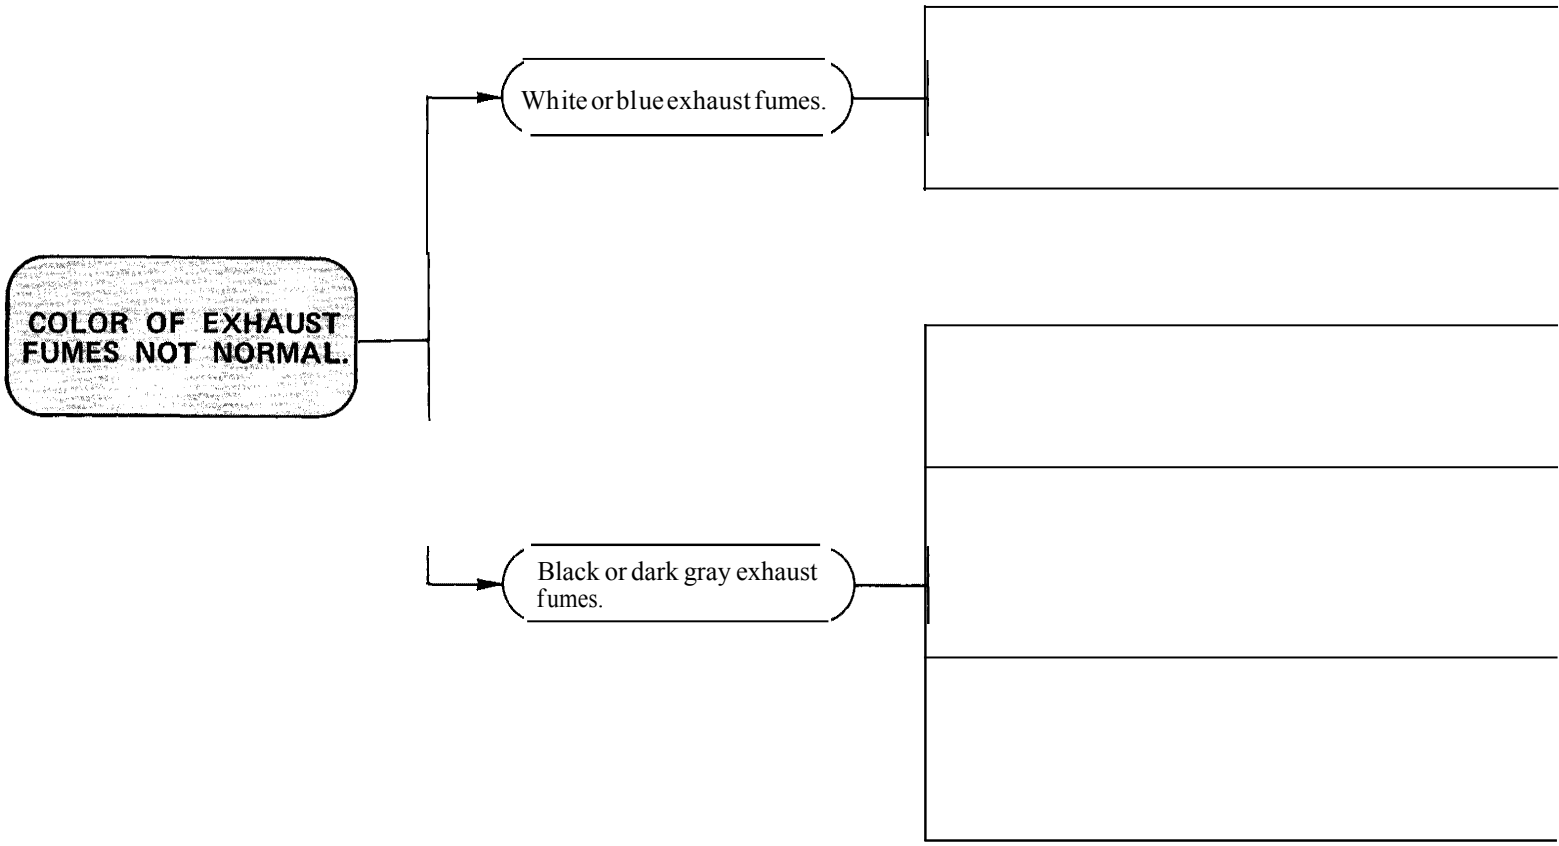 White or blue exhaust fumes.
COLOR OF EXHAUST
FUMES NOT NORMAL.
Black or dark gray exhaust
fumes.